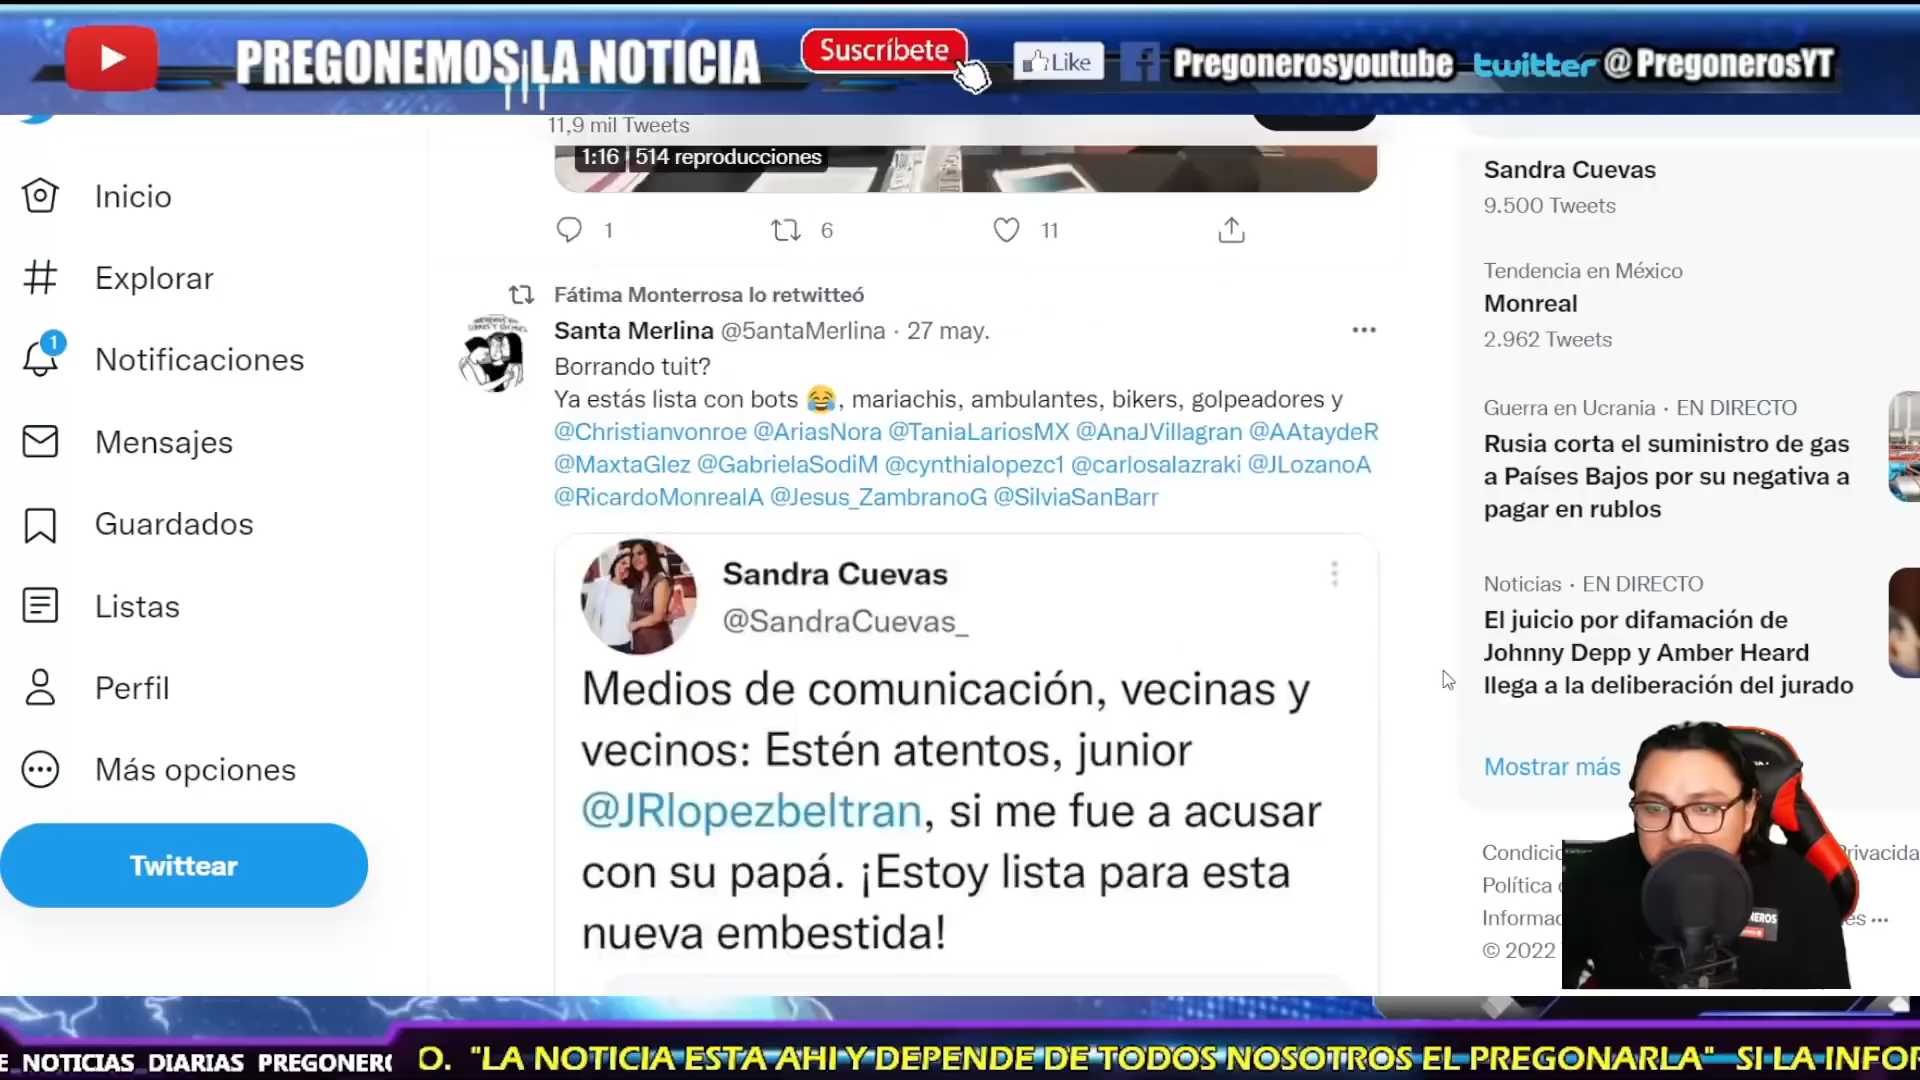 PREGONEMOS LA NOTICIA
Suscríbete
Like
Pregonerosyoutube
twitter @PregonerosYT
11,9 mil Tweets
1:16 514 reproducciones
Inicio
Explorar
1
Notificaciones
Mensajes
Guardados
Listas
Perfil
Más opciones
Twittear
1 6 11
Fátima Monterrosa lo retwitteó
Santa Merlina @5antaMerlina · 27 may.
Borrando tuit?
Ya estás lista con bots 😂, mariachis, ambulantes, bikers, golpeadores y
@Christianvonroe @AriasNora @TaniaLariosMX @AnaJVillagran @AAtaydeR
@MaxtaGlez @GabrielaSodiM @cynthialopezc1 @carlosalazraki @JLozanoA
@RicardoMonrealA @Jesus_ZambranoG @SilviaSanBarr
Sandra Cuevas
@SandraCuevas_
Medios de comunicación, vecinas y
vecinos: Estén atentos, junior
@JRlopezbeltran, si me fue a acusar
con su papá. ¡Estoy lista para esta
nueva embestida!
Sandra Cuevas
9.500 Tweets
Tendencia en México
Monreal
2.962 Tweets
Guerra en Ucrania · EN DIRECTO
Rusia corta el suministro de gas
a Países Bajos por su negativa a
pagar en rublos
Noticias · EN DIRECTO
El juicio por difamación de
Johnny Depp y Amber Heard
llega a la deliberación del jurado
Mostrar más
Condicio
Privacida
Política
Informac
es ···
© 2022
E NOTICIAS DIARIAS PREGONERO
O. "LA NOTICIA ESTA AHI Y DEPENDE DE TODOS NOSOTROS EL PREGONARLA" SI LA INFOR